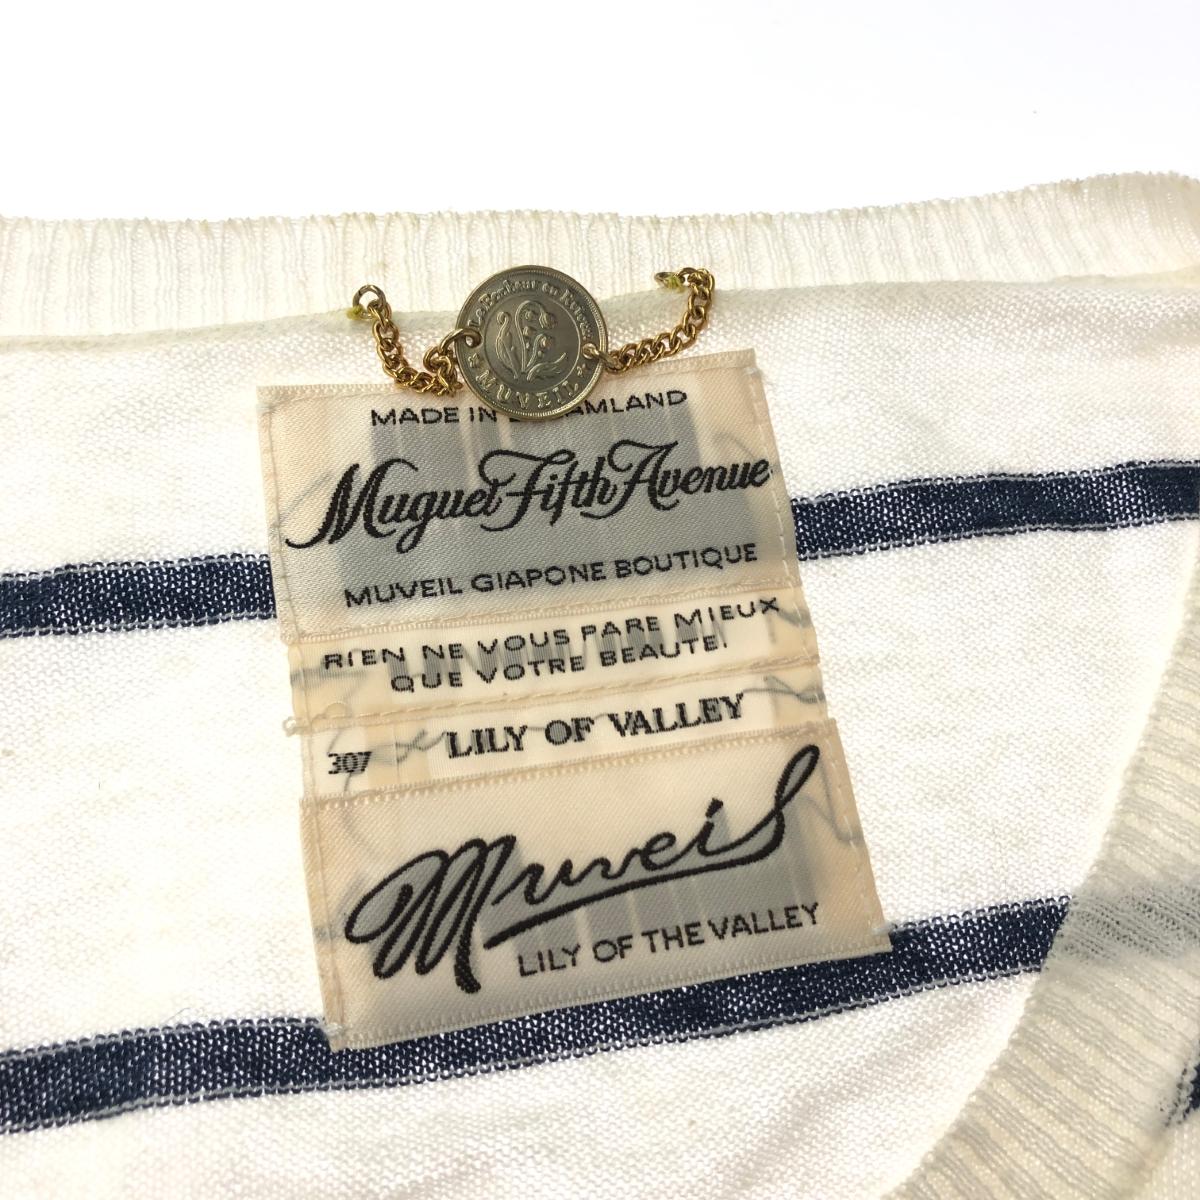 MUVEIL
MADE IN
Muguet Fifth Avenue
MUVEIL GIAPONE BOUTIQUE
RIEN NE VOUS PARE MIEUX
QUE VOTRE BEAUTE!
307 LILY OF VALLEY
Muveil
LILY OF THE VALLEY